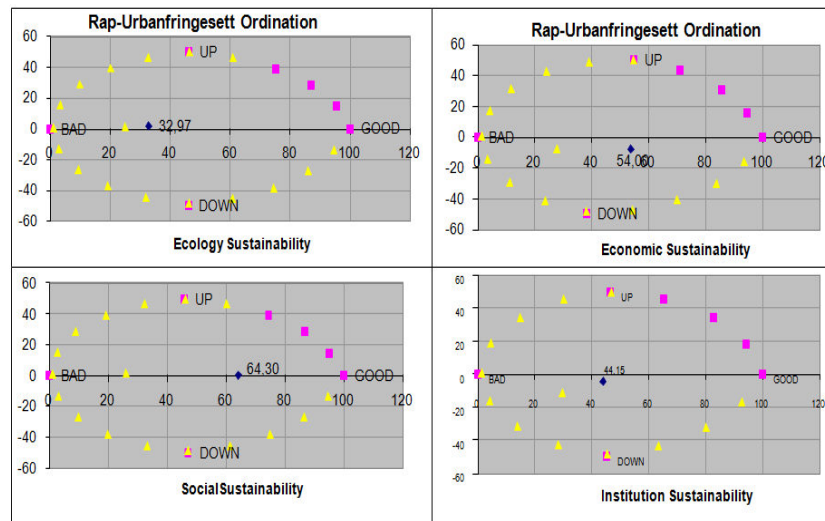 Rap-Urbanfringesett Ordination
60
40
20
0
-20
-40
-60
UP
BAD
32,97
GOOD
DOWN
0 20 40 60 80 100 120
Ecology Sustainability
Rap-Urbanfringesett Ordination
60
40
20
0
-20
-40
-60
UP
BAD
54,06
GOOD
DOWN
0 20 40 60 80 100 120
Economic Sustainability
60
40
20
0
-20
-40
-60
UP
BAD
64,30
GOOD
DOWN
0 20 40 60 80 100 120
Social Sustainability
60
40
20
0
-20
-40
-60
UP
BAD
44.15
GOOD
DOWN
0 20 40 60 80 100 120
Institution Sustainability